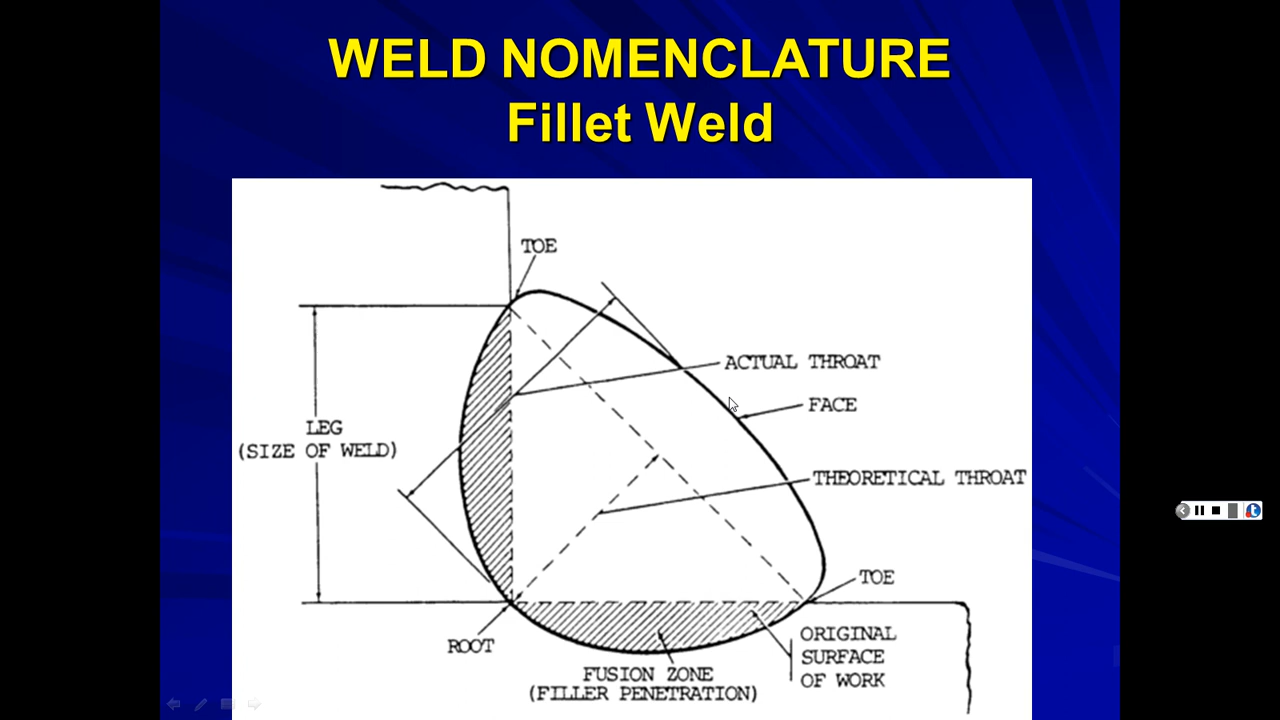 WELD NOMENCLATURE
Fillet Weld
TOE
ACTUAL THROAT
FACE
LEG
(SIZE OF WELD)
THEORETICAL THROAT
TOE
ROOT
ORIGINAL
SURFACE
OF WORK
FUSION ZONE
(FILLER PENETRATION)